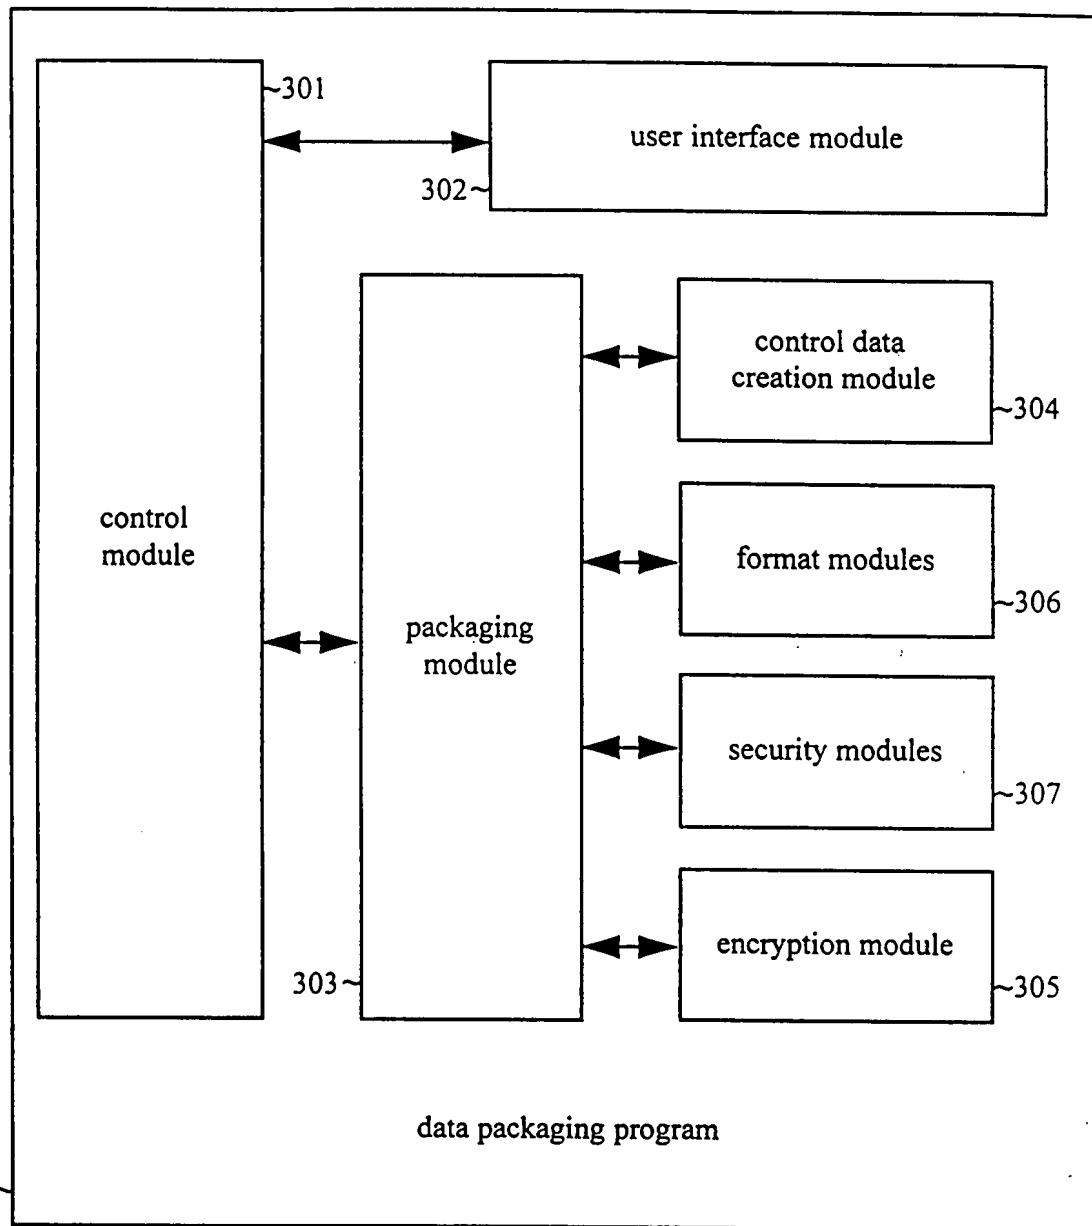 301
user interface module
302
control data
creation module
304
control
module
format modules
306
packaging
module
security modules
307
encryption module
303
305
data packaging program